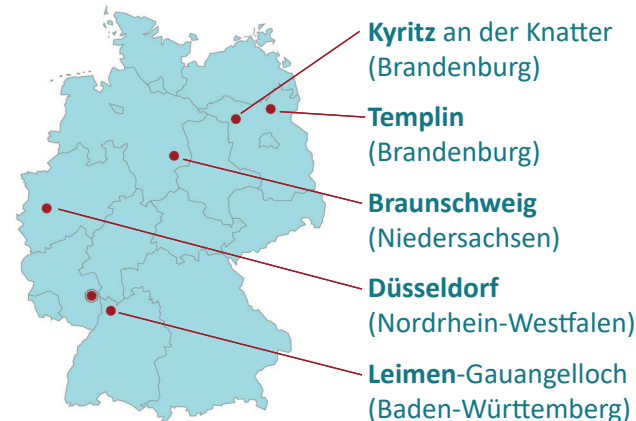 Kyritz an der Knatter
(Brandenburg)
Templin
(Brandenburg)
Braunschweig
(Niedersachsen)
Düsseldorf
(Nordrhein-Westfalen)
Leimen-Gauangelloch
(Baden-Württemberg)